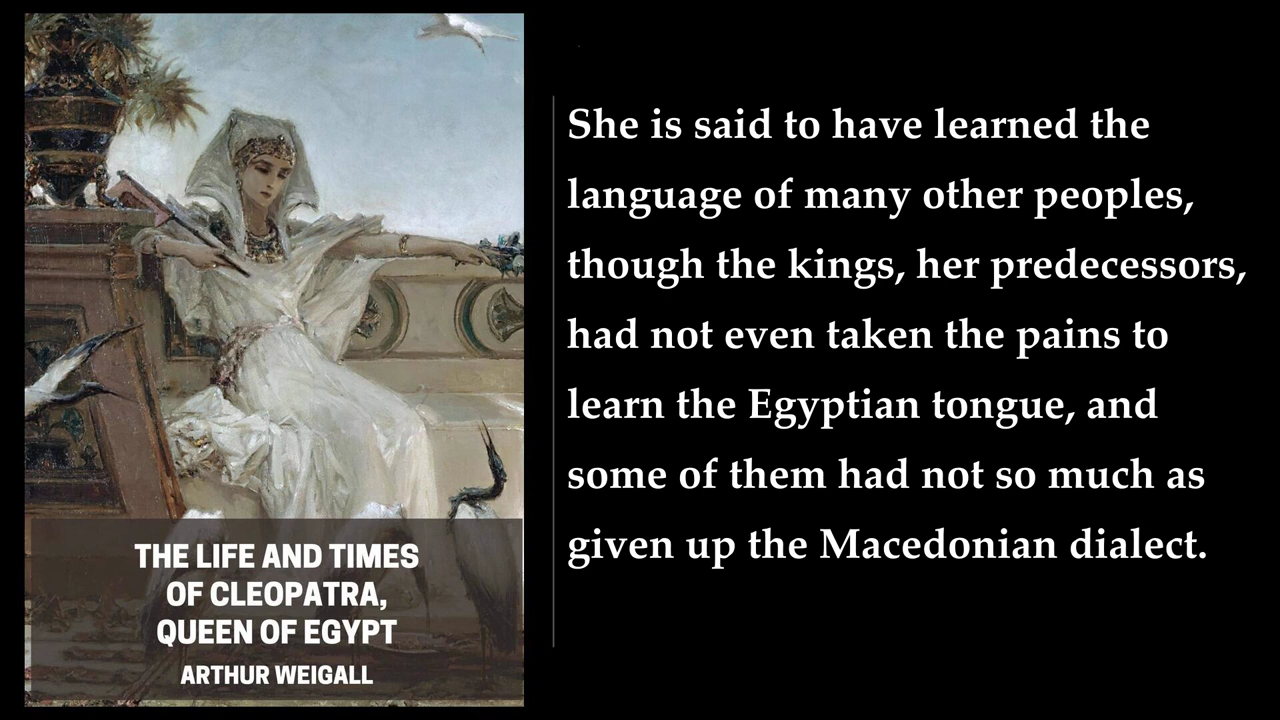 THE LIFE AND TIMES
OF CLEOPATRA,
QUEEN OF EGYPT
ARTHUR WEIGALL
She is said to have learned the
language of many other peoples,
though the kings, her predecessors,
had not even taken the pains to
learn the Egyptian tongue, and
some of them had not so much as
given up the Macedonian dialect.